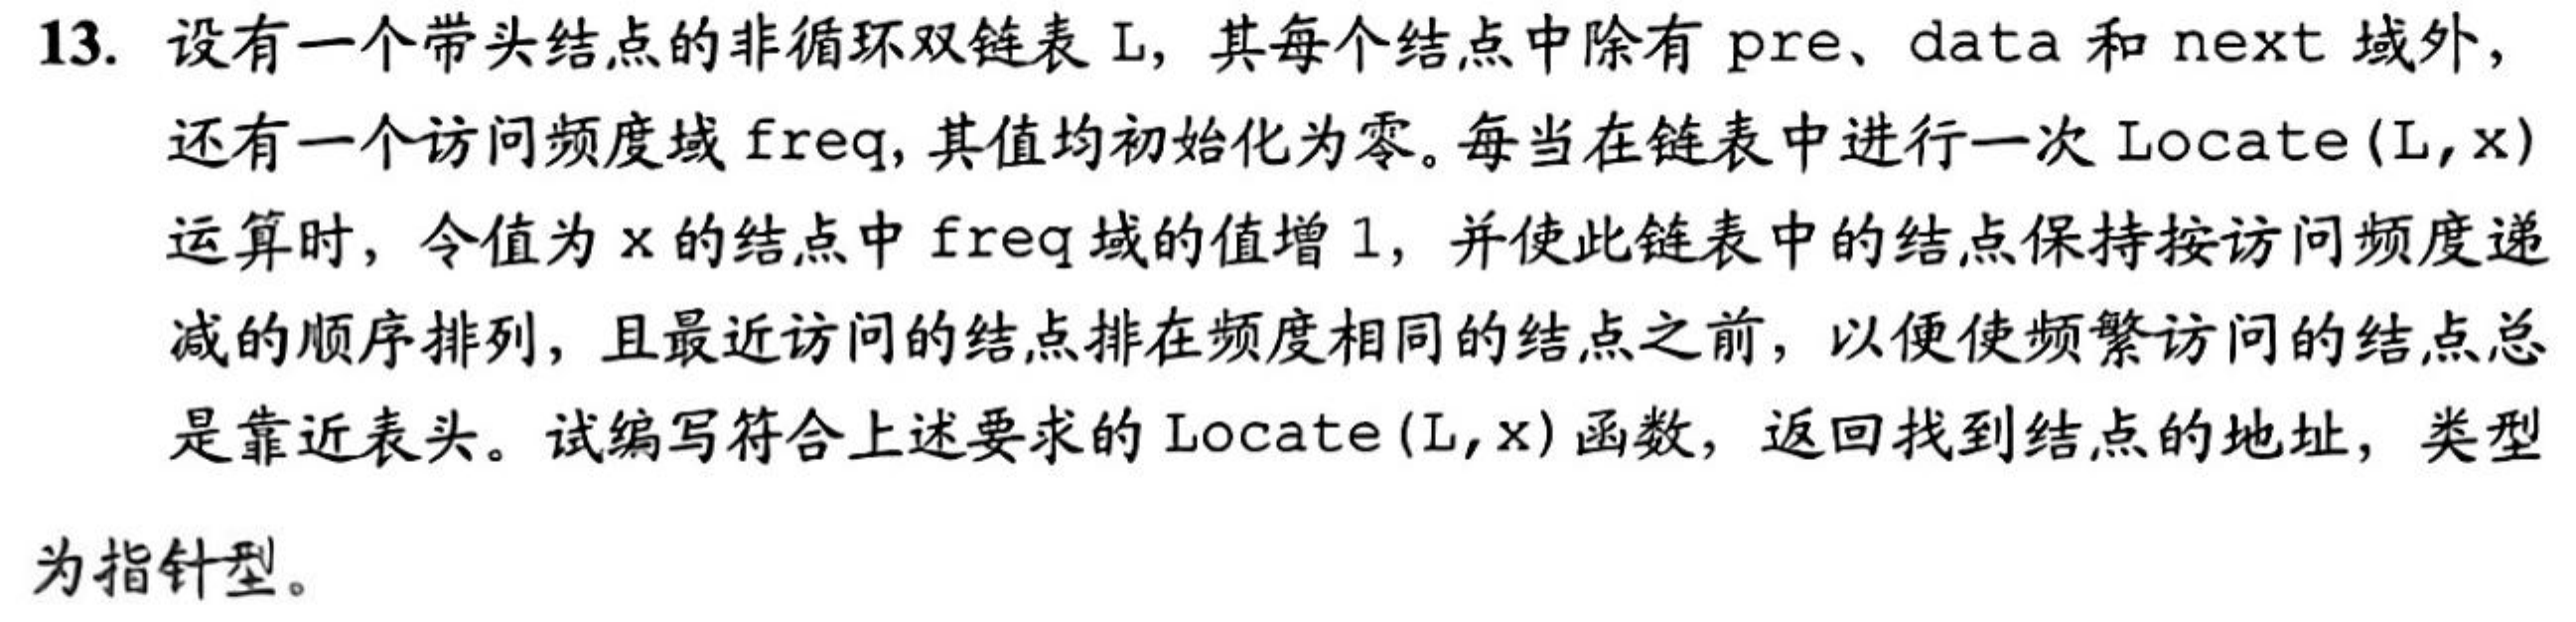 13. 设有一个带头结点的非循环双链表 L，其每个结点中除有 pre、data 和 next 域外，
还有一个访问频度域 freq，其值均初始化为零。每当在链表中进行一次 Locate(L,x)
运算时，令值为 x 的结点中 freq 域的值增 1，并使此链表中的结点保持按访问频度递
减的顺序排列，且最近访问的结点排在频度相同的结点之前，以便使频繁访问的结点总
是靠近表头。试编写符合上述要求的 Locate(L,x) 函数，返回找到结点的地址，类型
为指针型。